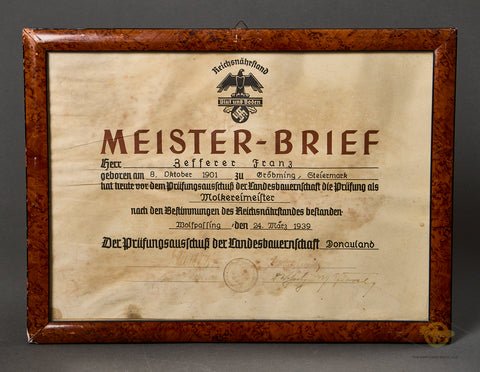 Reichsnährstand
Blut und Boden
MEISTER-BRIEF
Herr Zefferer Franz
geboren am 8. Oktober 1901 zu Gröbming, Steiermark
hat heute vor dem Prüfungsausschuß der Landesbauernschaft die Prüfung als
Molkereimeister
nach den Bestimmungen des Reichsnährstandes bestanden
Wolfpassing, den 24. März 1939
Der Prüfungsausschuß der Landesbauernschaft Donauland